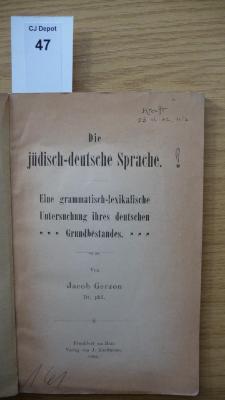 CJ Depot
47
Die
jüdisch-deutsche Sprache.
Eine grammatisch-lexikalische
Untersuchung ihres deutschen
Grundbestandes.
Von
Jacob Gerzon
Dr. phil.
Frankfurt am Main
Verlag von J. Kauffmann